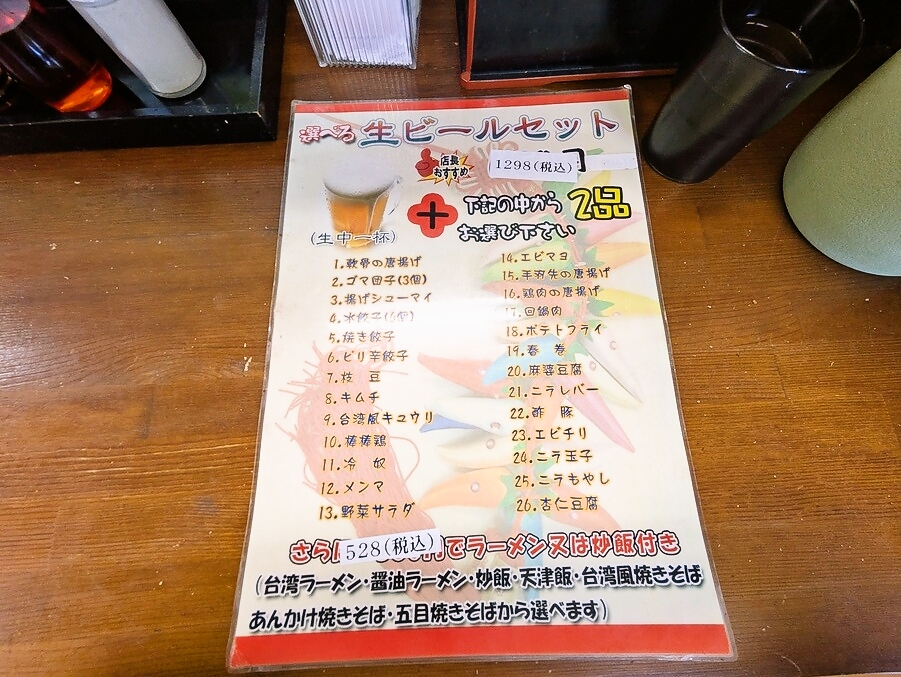 選べる 生ビールセット
店長
おすすめ
1298(税込)
下記の中から 2品
お選び下さい
(生中一杯)
1.軟骨の唐揚げ
2.ゴマ団子(3個)
3.揚げシューマイ
4.水餃子(6個)
5.焼き餃子
6.ピリ辛餃子
7.枝 豆
8.キムチ
9.台湾風キュウリ
10.棒棒鶏
11.冷 奴
12.メンマ
13.野菜サラダ
14.エビマヨ
15.手羽先の唐揚げ
16.鶏肉の唐揚げ
17.回鍋肉
18.ポテトフライ
19.春 巻
20.麻婆豆腐
21.ニラレバー
22.酢 豚
23.エビチリ
24.ニラ玉子
25.ニラもやし
26.杏仁豆腐
さらに 528(税込) 円でラーメン又は炒飯付き
(台湾ラーメン・醤油ラーメン・炒飯・天津飯・台湾風焼きそば
あんかけ焼きそば・五目焼きそばから選べます)